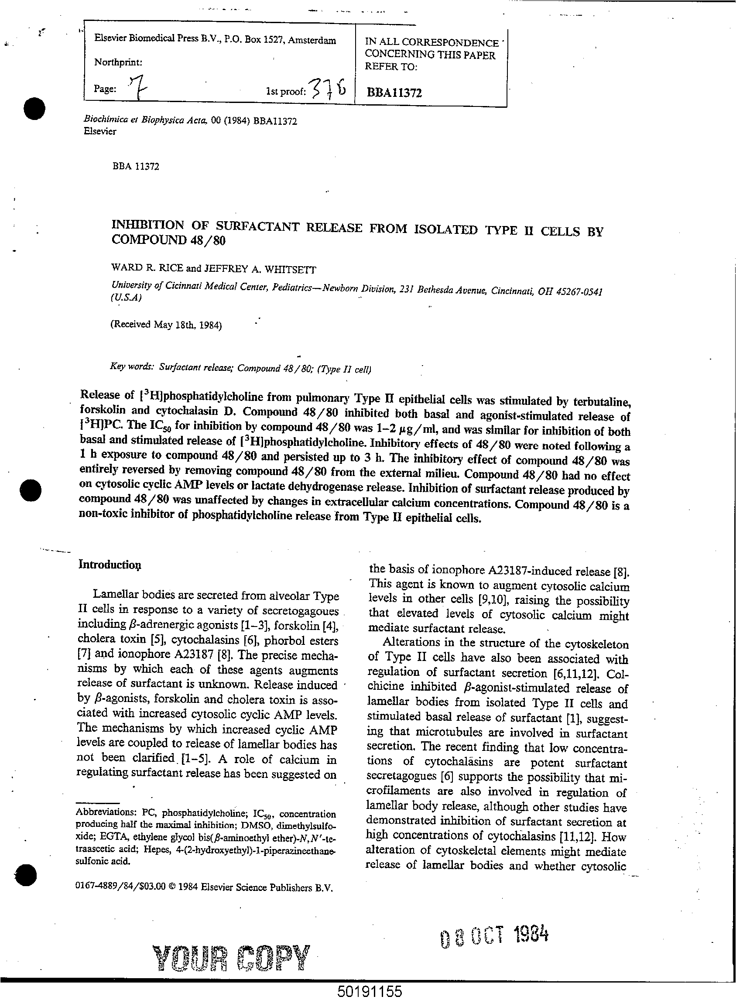 Elsevier Biomedical Press B.V., P.O. Box 1527, Amsterdam
Northprint:
Page: 7
1st proof: 376
IN ALL CORRESPONDENCE
CONCERNING THIS PAPER
REFER TO:
BBA11372
Biochimica et Biophysica Acta, 00 (1984) BBA11372
Elsevier
BBA 11372
INHIBITION OF SURFACTANT RELEASE FROM ISOLATED TYPE II CELLS BY
COMPOUND 48/80
WARD R. RICE and JEFFREY A. WHITSETT
University of Cicinnati Medical Center, Pediatrics—Newborn Division, 231 Bethesda Avenue, Cincinnati, OH 45267-0541
(U.S.A)
(Received May 18th, 1984)
Key words: Surfactant release; Compound 48/80; (Type II cell)
Release of [³H]phosphatidylcholine from pulmonary Type II epithelial cells was stimulated by terbutaline,
forskolin and cytochalasin D. Compound 48/80 inhibited both basal and agonist-stimulated release of
[³H]PC. The IC₅₀ for inhibition by compound 48/80 was 1–2 μg/ml, and was similar for inhibition of both
basal and stimulated release of [³H]phosphatidylcholine. Inhibitory effects of 48/80 were noted following a
1 h exposure to compound 48/80 and persisted up to 3 h. The inhibitory effect of compound 48/80 was
entirely reversed by removing compound 48/80 from the external milieu. Compound 48/80 had no effect
on cytosolic cyclic AMP levels or lactate dehydrogenase release. Inhibition of surfactant release produced by
compound 48/80 was unaffected by changes in extracellular calcium concentrations. Compound 48/80 is a
non-toxic inhibitor of phosphatidylcholine release from Type II epithelial cells.
Introduction
Lamellar bodies are secreted from alveolar Type
II cells in response to a variety of secretogagoues
including β-adrenergic agonists [1–3], forskolin [4],
cholera toxin [5], cytochalasins [6], phorbol esters
[7] and ionophore A23187 [8]. The precise mecha-
nisms by which each of these agents augments
release of surfactant is unknown. Release induced
by β-agonists, forskolin and cholera toxin is asso-
ciated with increased cytosolic cyclic AMP levels.
The mechanisms by which increased cyclic AMP
levels are coupled to release of lamellar bodies has
not been clarified [1–5]. A role of calcium in
regulating surfactant release has been suggested on
Abbreviations: PC, phosphatidylcholine; IC₅₀, concentration
producing half the maximal inhibition; DMSO, dimethylsulfo-
xide; EGTA, ethylene glycol bis(β-aminoethyl ether)-N,N′-te-
traascetic acid; Hepes, 4-(2-hydroxyethyl)-1-piperazineethane-
sulfonic acid.
0167-4889/84/$03.00 © 1984 Elsevier Science Publishers B.V.
the basis of ionophore A23187-induced release [8].
This agent is known to augment cytosolic calcium
levels in other cells [9,10], raising the possibility
that elevated levels of cytosolic calcium might
mediate surfactant release.
Alterations in the structure of the cytoskeleton
of Type II cells have also been associated with
regulation of surfactant secretion [6,11,12]. Col-
chicine inhibited β-agonist-stimulated release of
lamellar bodies from isolated Type II cells and
stimulated basal release of surfactant [1], suggest-
ing that microtubules are involved in surfactant
secretion. The recent finding that low concentra-
tions of cytochalasins are potent surfactant
secretagogues [6] supports the possibility that mi-
crofilaments are also involved in regulation of
lamellar body release, although other studies have
demonstrated inhibition of surfactant secretion at
high concentrations of cytochalasins [11,12]. How
alteration of cytoskeletal elements might mediate
release of lamellar bodies and whether cytosolic
08 OCT 1984
YOUR COPY
50191155